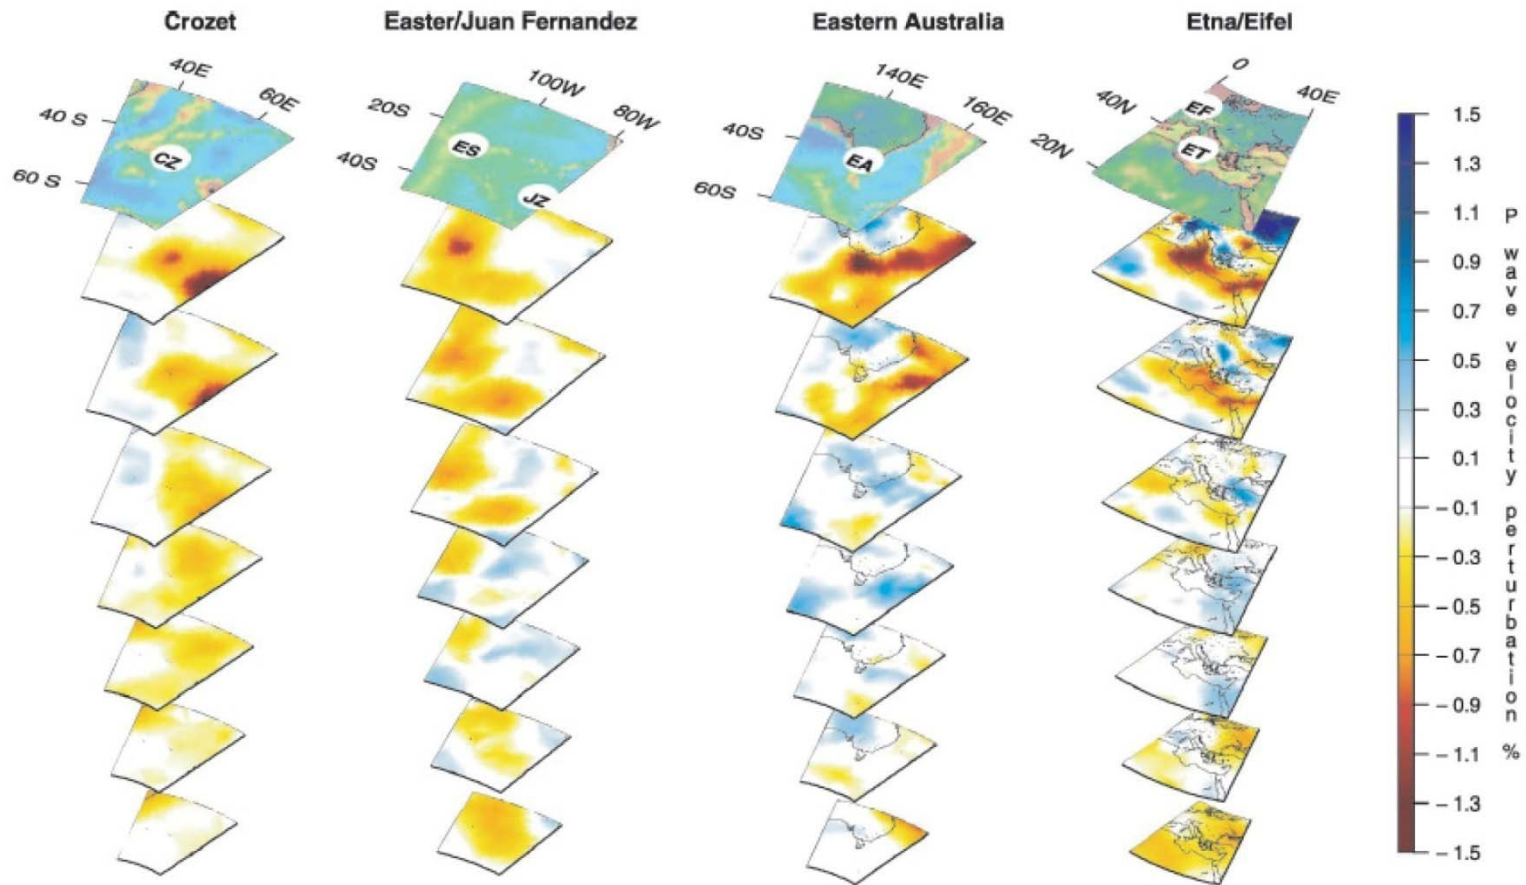 Crozet
Easter/Juan Fernandez
Eastern Australia
Etna/Eifel
40E
60E
40 S
60 S
CZ
100W
80W
20S
40S
ES
JZ
140E
160E
40S
60S
EA
0
40E
40N
20N
EF
ET
1.5
1.3
1.1
0.9
0.7
0.5
0.3
0.1
– 0.1
– 0.3
– 0.5
– 0.7
– 0.9
– 1.1
– 1.3
– 1.5
P wave velocity perturbation %